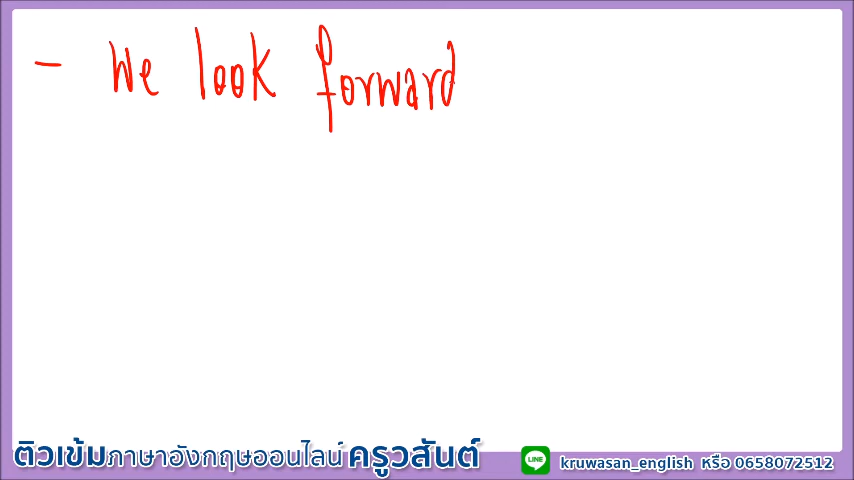 - We look forward
ติวเข้มภาษาอังกฤษออนไลน์ ครูวสันต์
LINE kruwasan_english หรือ 0658072512